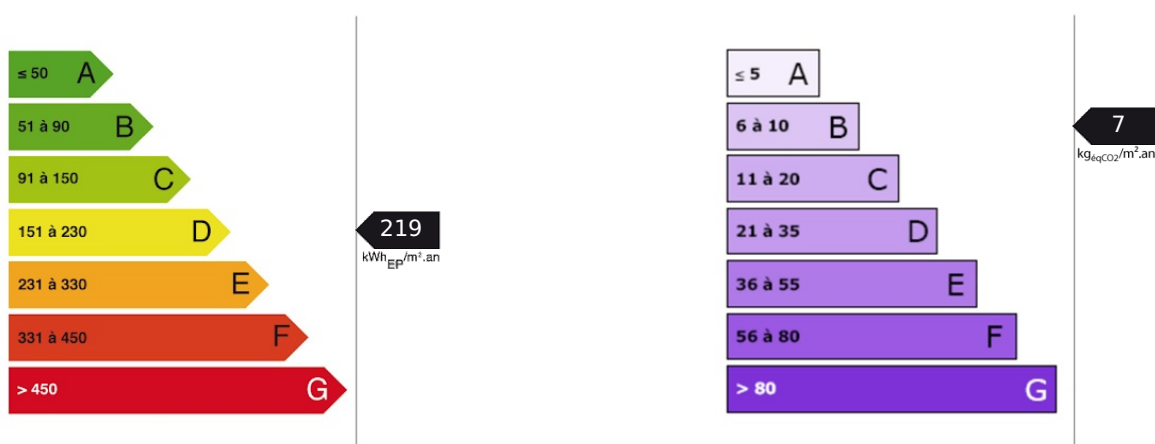 ≤ 50 A
51 à 90 B
91 à 150 C
151 à 230 D
231 à 330 E
331 à 450 F
> 450 G
219
kWhEP/m².an
≤ 5 A
6 à 10 B
11 à 20 C
21 à 35 D
36 à 55 E
56 à 80 F
> 80 G
7
kgéqCO2/m².an